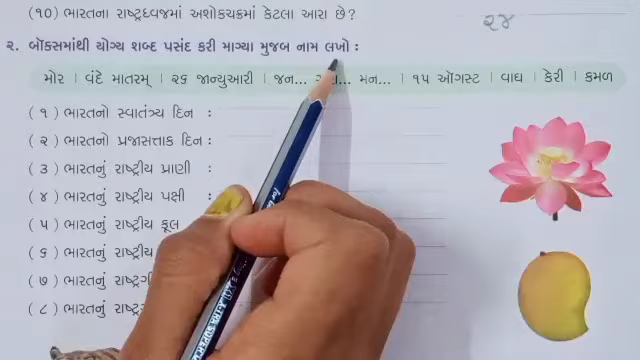 (૧૦) ભારતના રાષ્ટ્રધ્વજમાં અશોકચક્રમાં કેટલા આરા છે? ૨૪
૨. બૉક્સમાંથી યોગ્ય શબ્દ પસંદ કરી માગ્યા મુજબ નામ લખો :
મોર | વંદે માતરમ્ | ૨૬ જાન્યુઆરી | જન... મન... | ૧૫ ઑગસ્ટ | વાઘ | કેરી | કમળ
(૧) ભારતનો સ્વાતંત્ર્ય દિન :
(૨) ભારતનો પ્રજાસત્તાક દિન :
(૩) ભારતનું રાષ્ટ્રીય પ્રાણી :
(૪) ભારતનું રાષ્ટ્રીય પક્ષી :
(૫) ભારતનું રાષ્ટ્રીય ફૂલ
(૬) ભારતનું રાષ્ટ્રીય
(૭) ભારતનું
(૮) ભારતનું